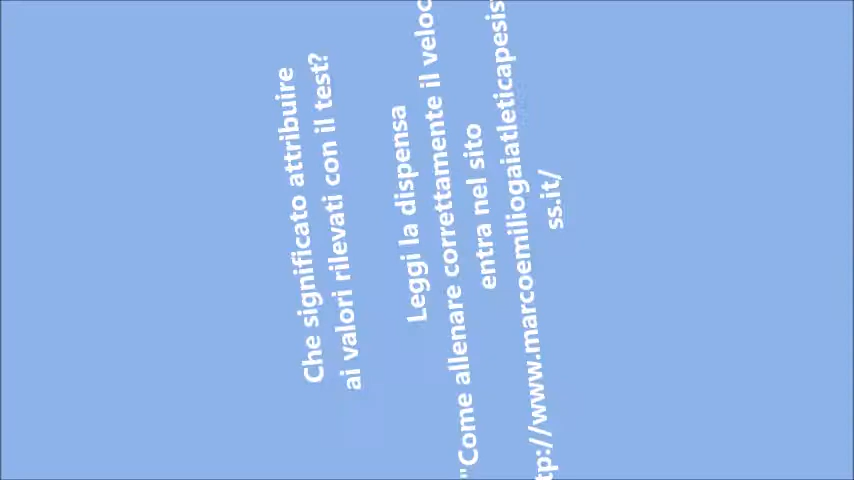 Che significato attribuire
ai valori rilevati con il test?
Leggi la dispensa
"Come allenare correttamente il veloc
entra nel sito
tp://www.marcoemiliogaiatleticapesis
ss.it/